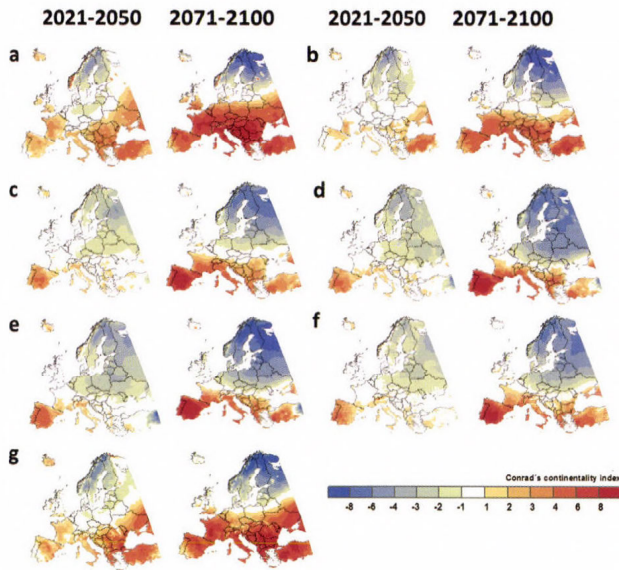 2021-2050 2071-2100 2021-2050 2071-2100
a b
c d
e f
g
Conrad´s continentality index
-8 -6 -4 -3 -2 -1 1 2 3 4 6 8